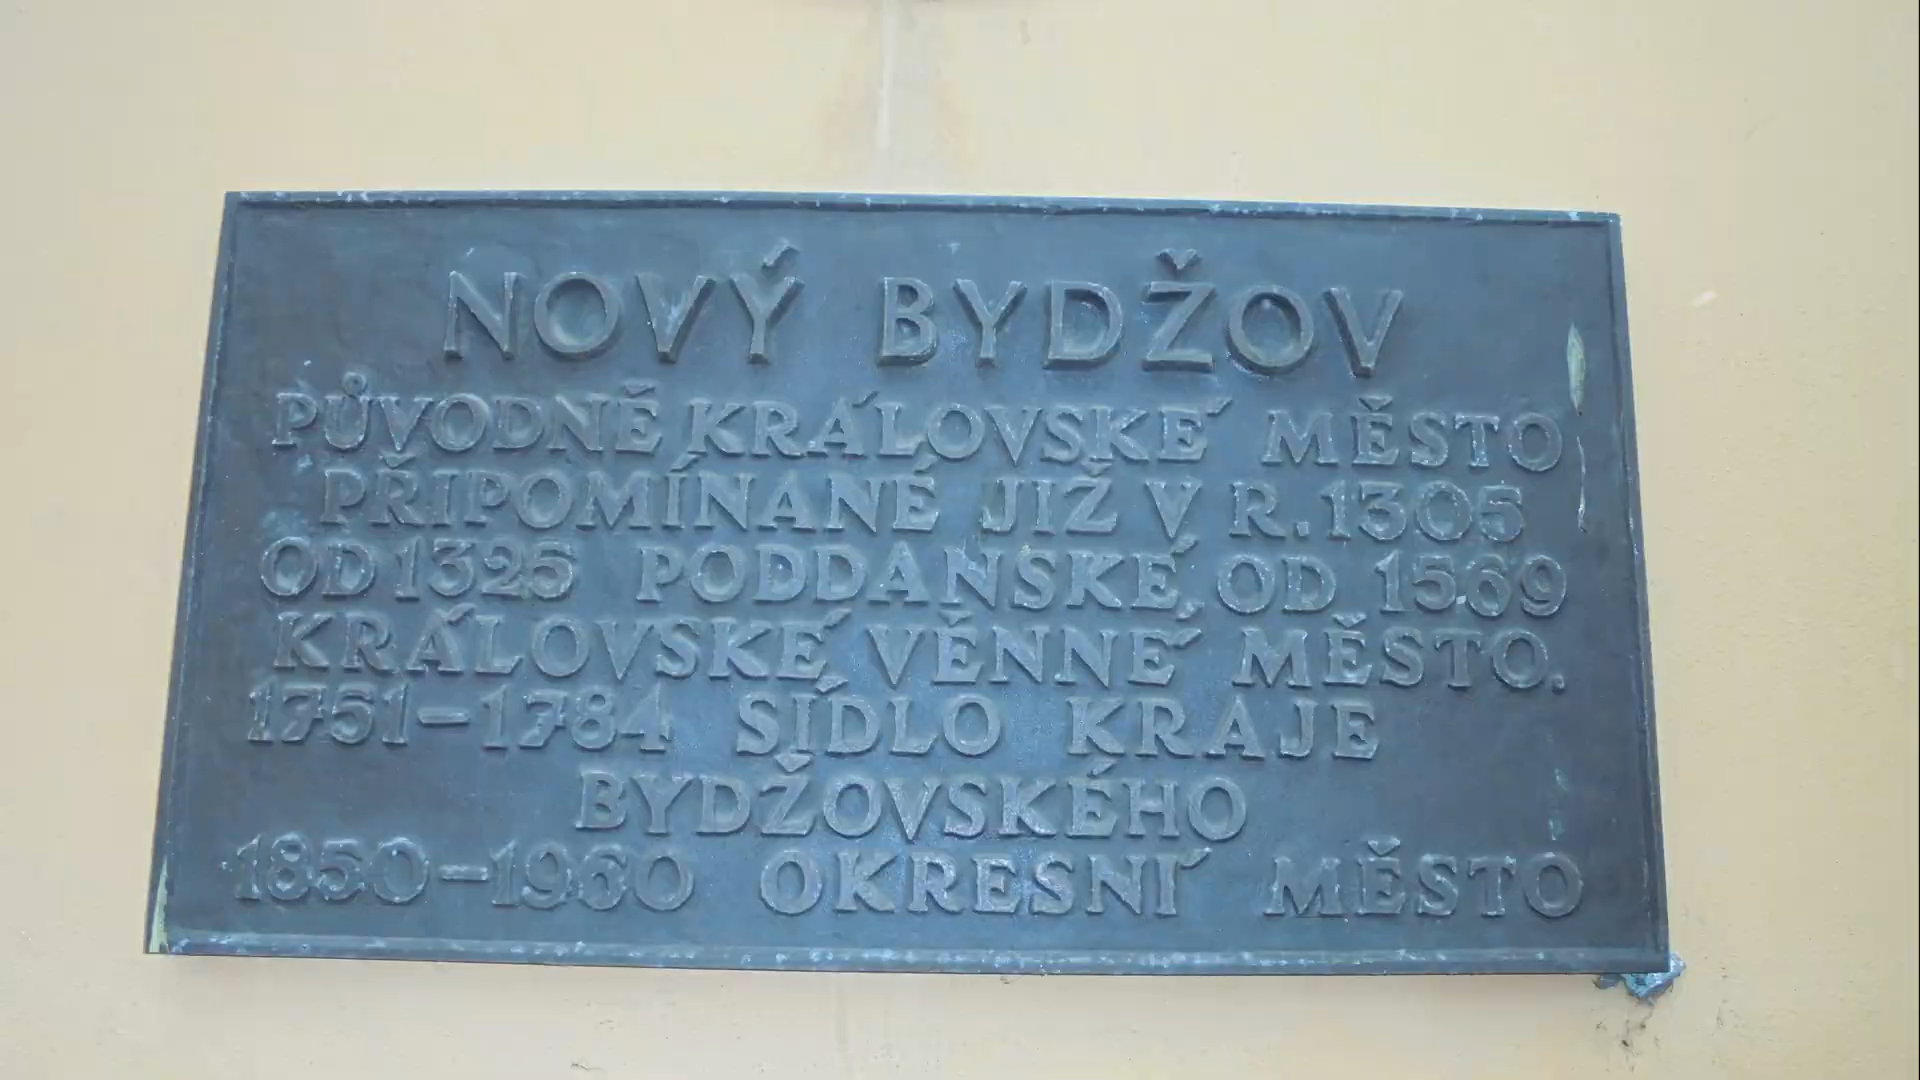 NOVÝ BYDŽOV
PŮVODNĚ KRÁLOVSKÉ MĚSTO
PŘIPOMÍNANÉ JIŽ V R. 1305
OD 1325 PODDANSKÉ, OD 1569
KRÁLOVSKÉ VĚNNÉ MĚSTO.
1751-1784 SÍDLO KRAJE
BYDŽOVSKÉHO
1850-1960 OKRESNÍ MĚSTO